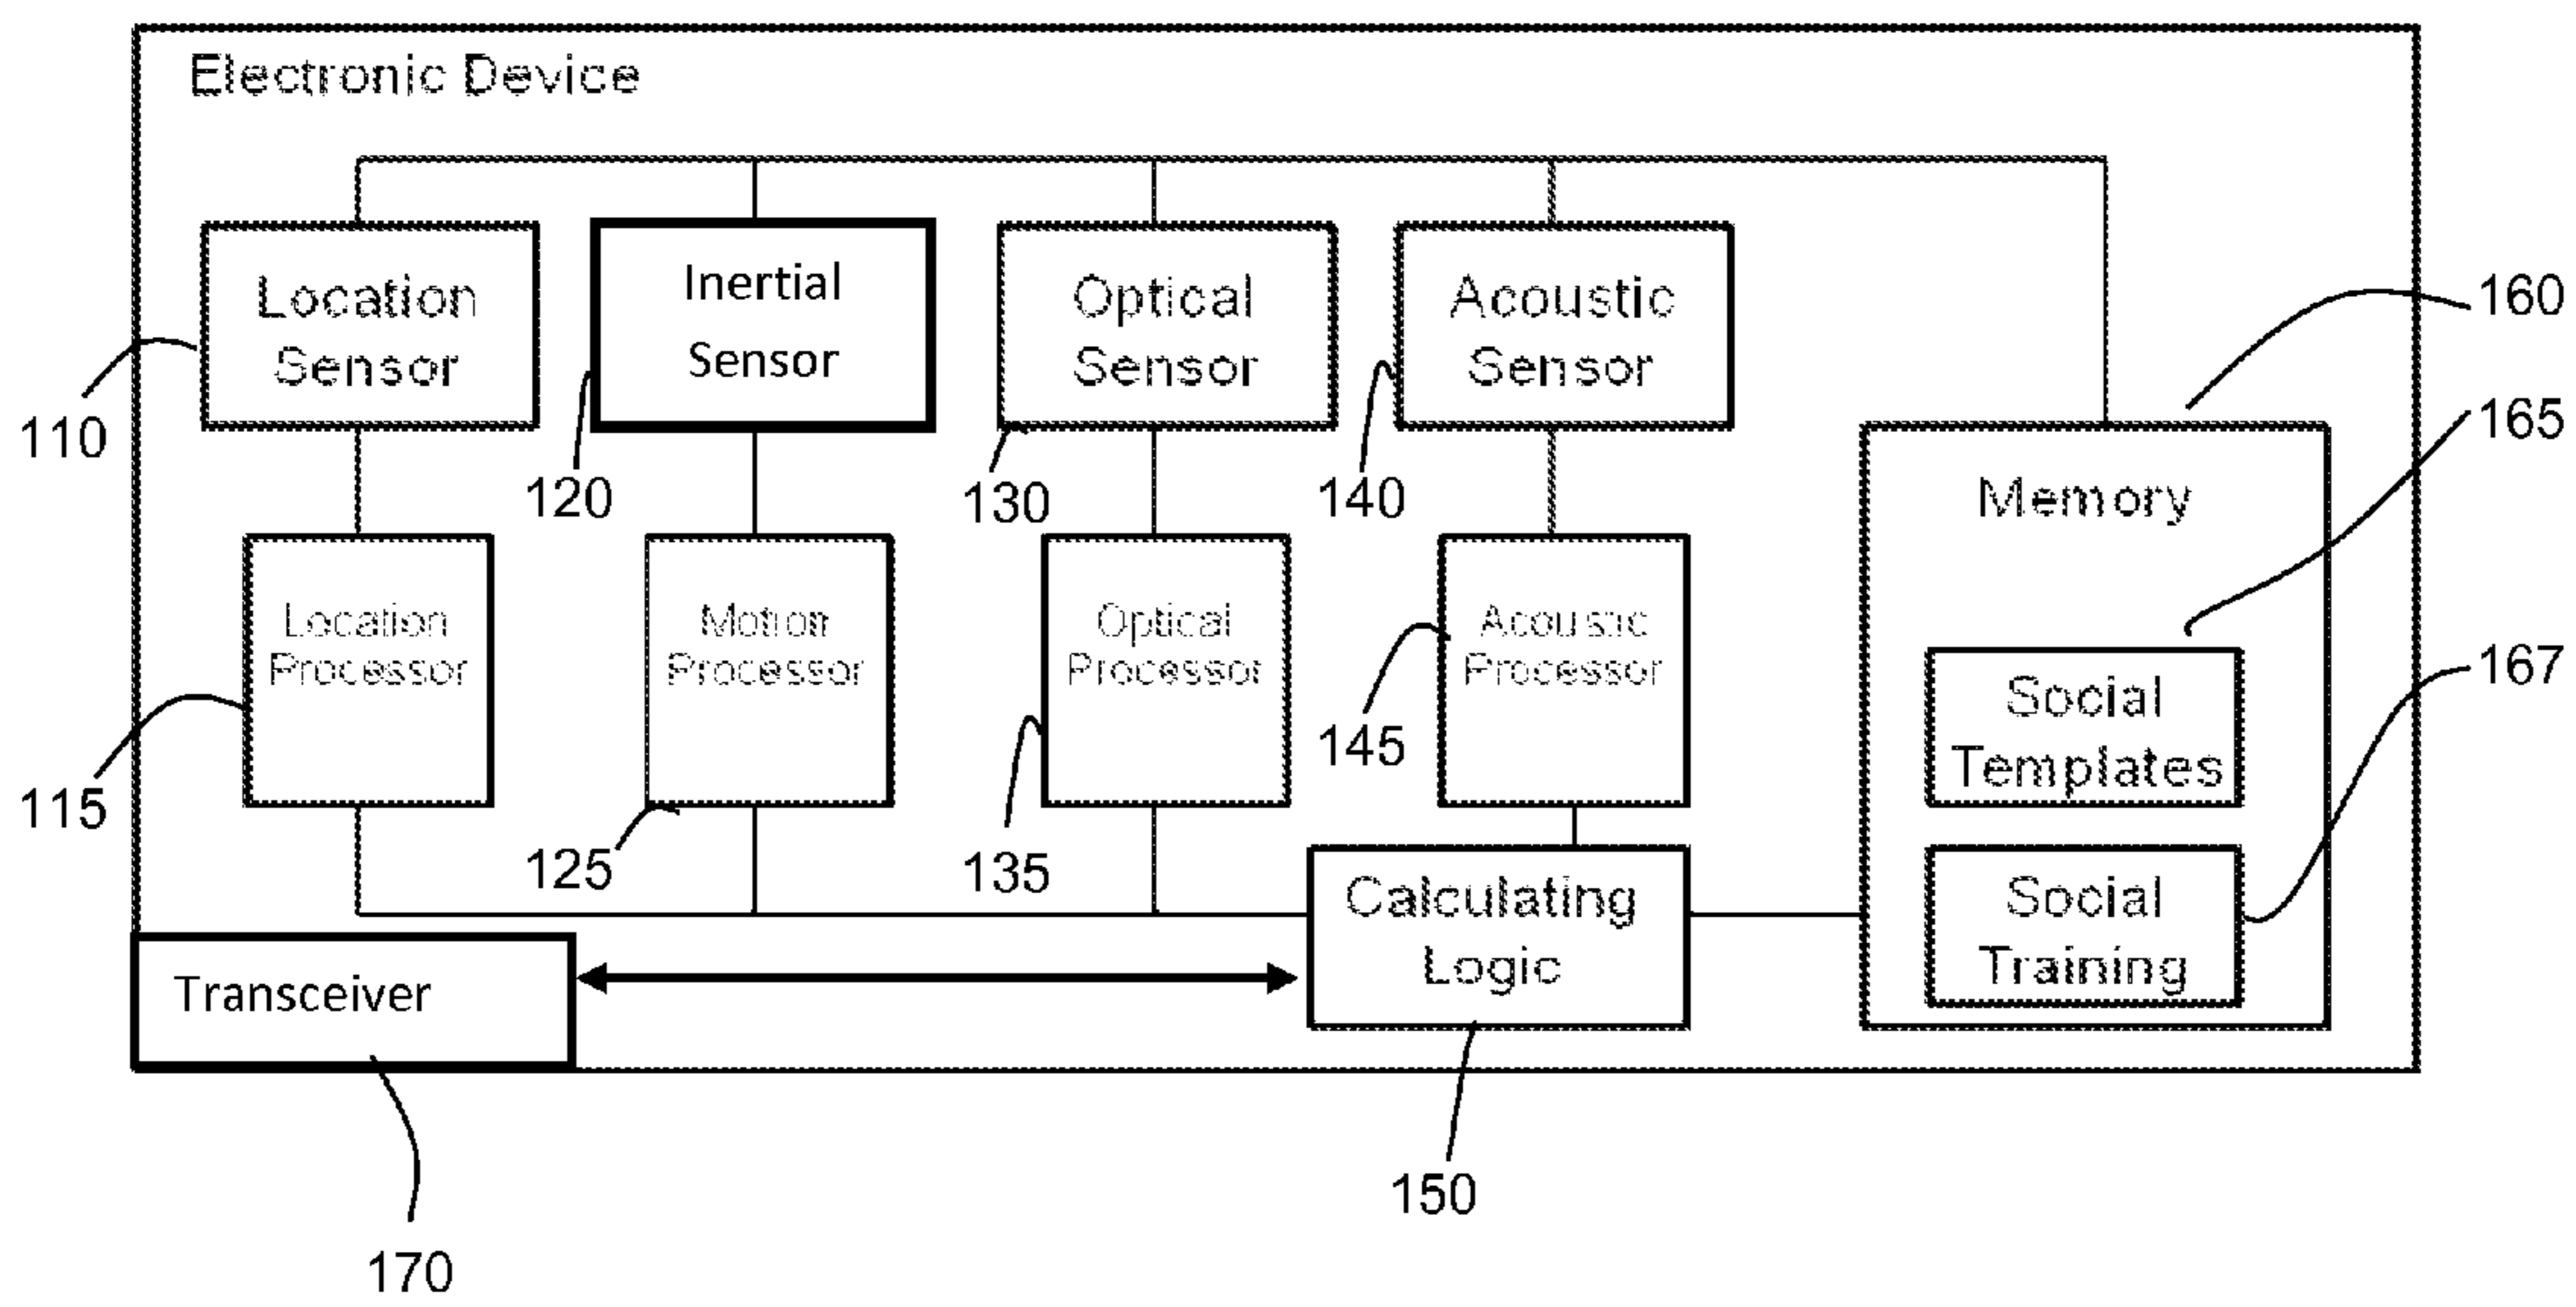 Electronic Device
Location
Sensor
Inertial
Sensor
Optical
Sensor
Acoustic
Sensor
160
110
120
130
140
165
Memory
Location
Processor
Motion
Processor
Optical
Processor
Acoustic
Processor
167
Social
Templates
115
125
135
145
Calculating
Logic
Social
Training
Transceiver
150
170